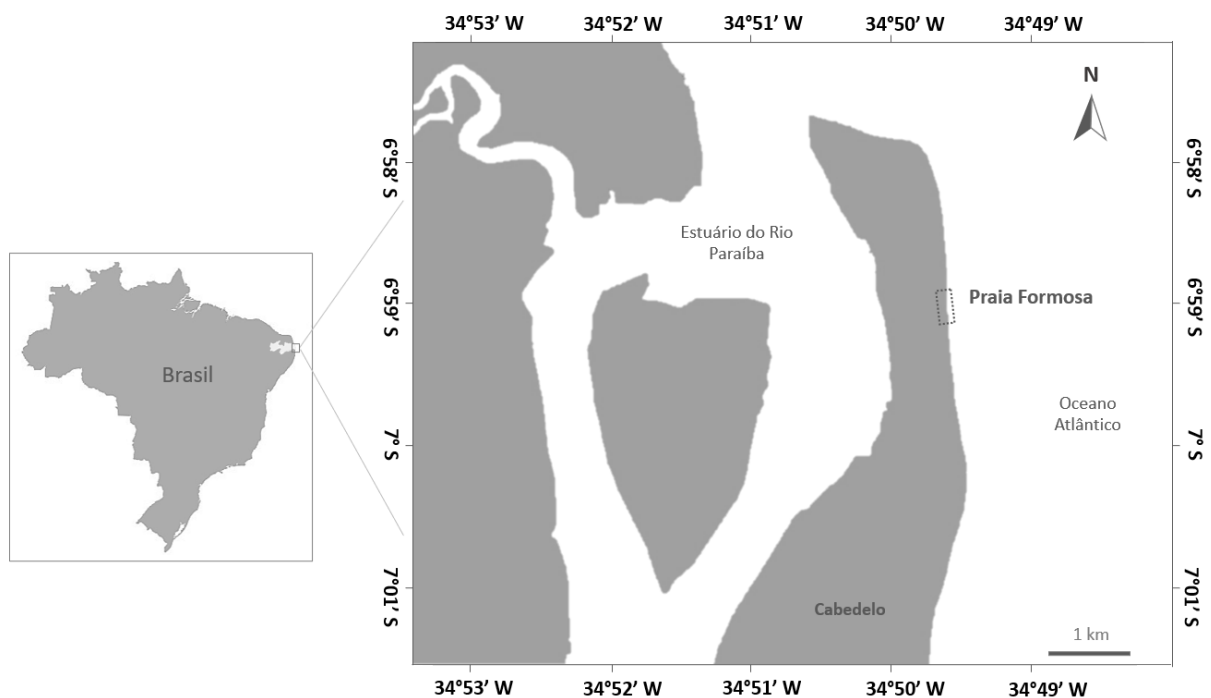 34°53' W
34°52' W
34°51' W
34°50' W
34°49' W
N
6°58' S
6°58' S
Estuário do Rio
Paraíba
6°59' S
Praia Formosa
6°59' S
Brasil
Oceano
Atlântico
7° S
7° S
7°01' S
7°01' S
Cabedelo
1 km
34°53' W
34°52' W
34°51' W
34°50' W
34°49' W